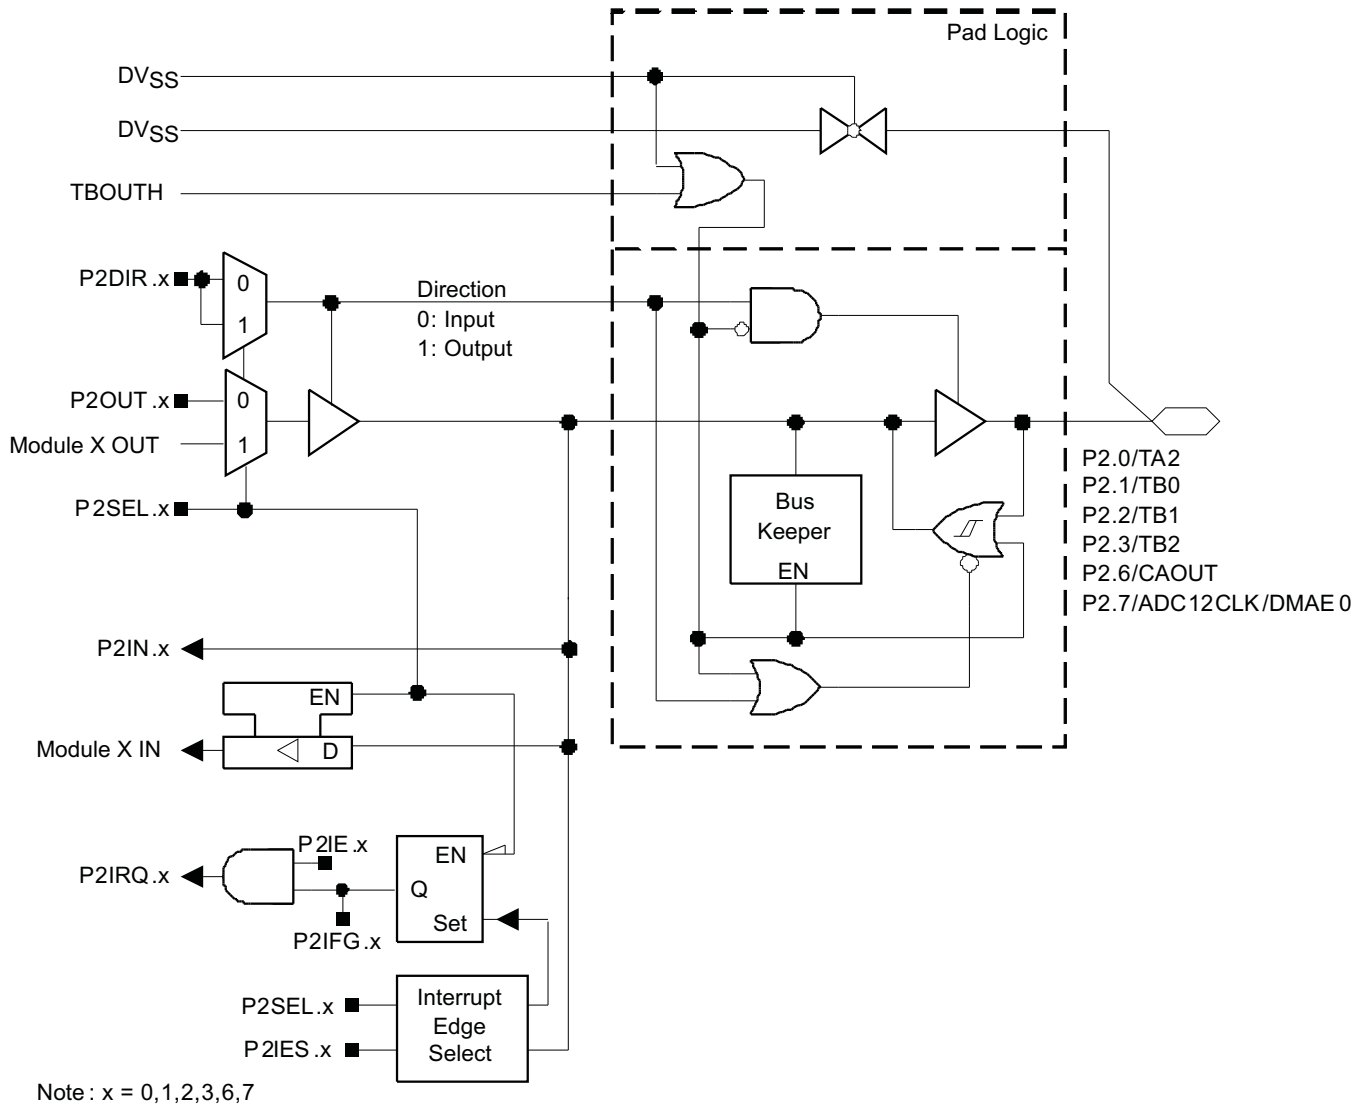 Pad Logic
DVSS
DVSS
TBOUTH
P2DIR.x
0
1
Direction
0: Input
1: Output
P2OUT.x
0
Module X OUT
1
P2SEL.x
Bus
Keeper
EN
P2.0/TA2
P2.1/TB0
P2.2/TB1
P2.3/TB2
P2.6/CAOUT
P2.7/ADC12CLK/DMAE0
P2IN.x
EN
Module X IN
D
P2IE.x
P2IRQ.x
EN
Q
Set
P2IFG.x
P2SEL.x
P2IES.x
Interrupt
Edge
Select
Note: x = 0,1,2,3,6,7